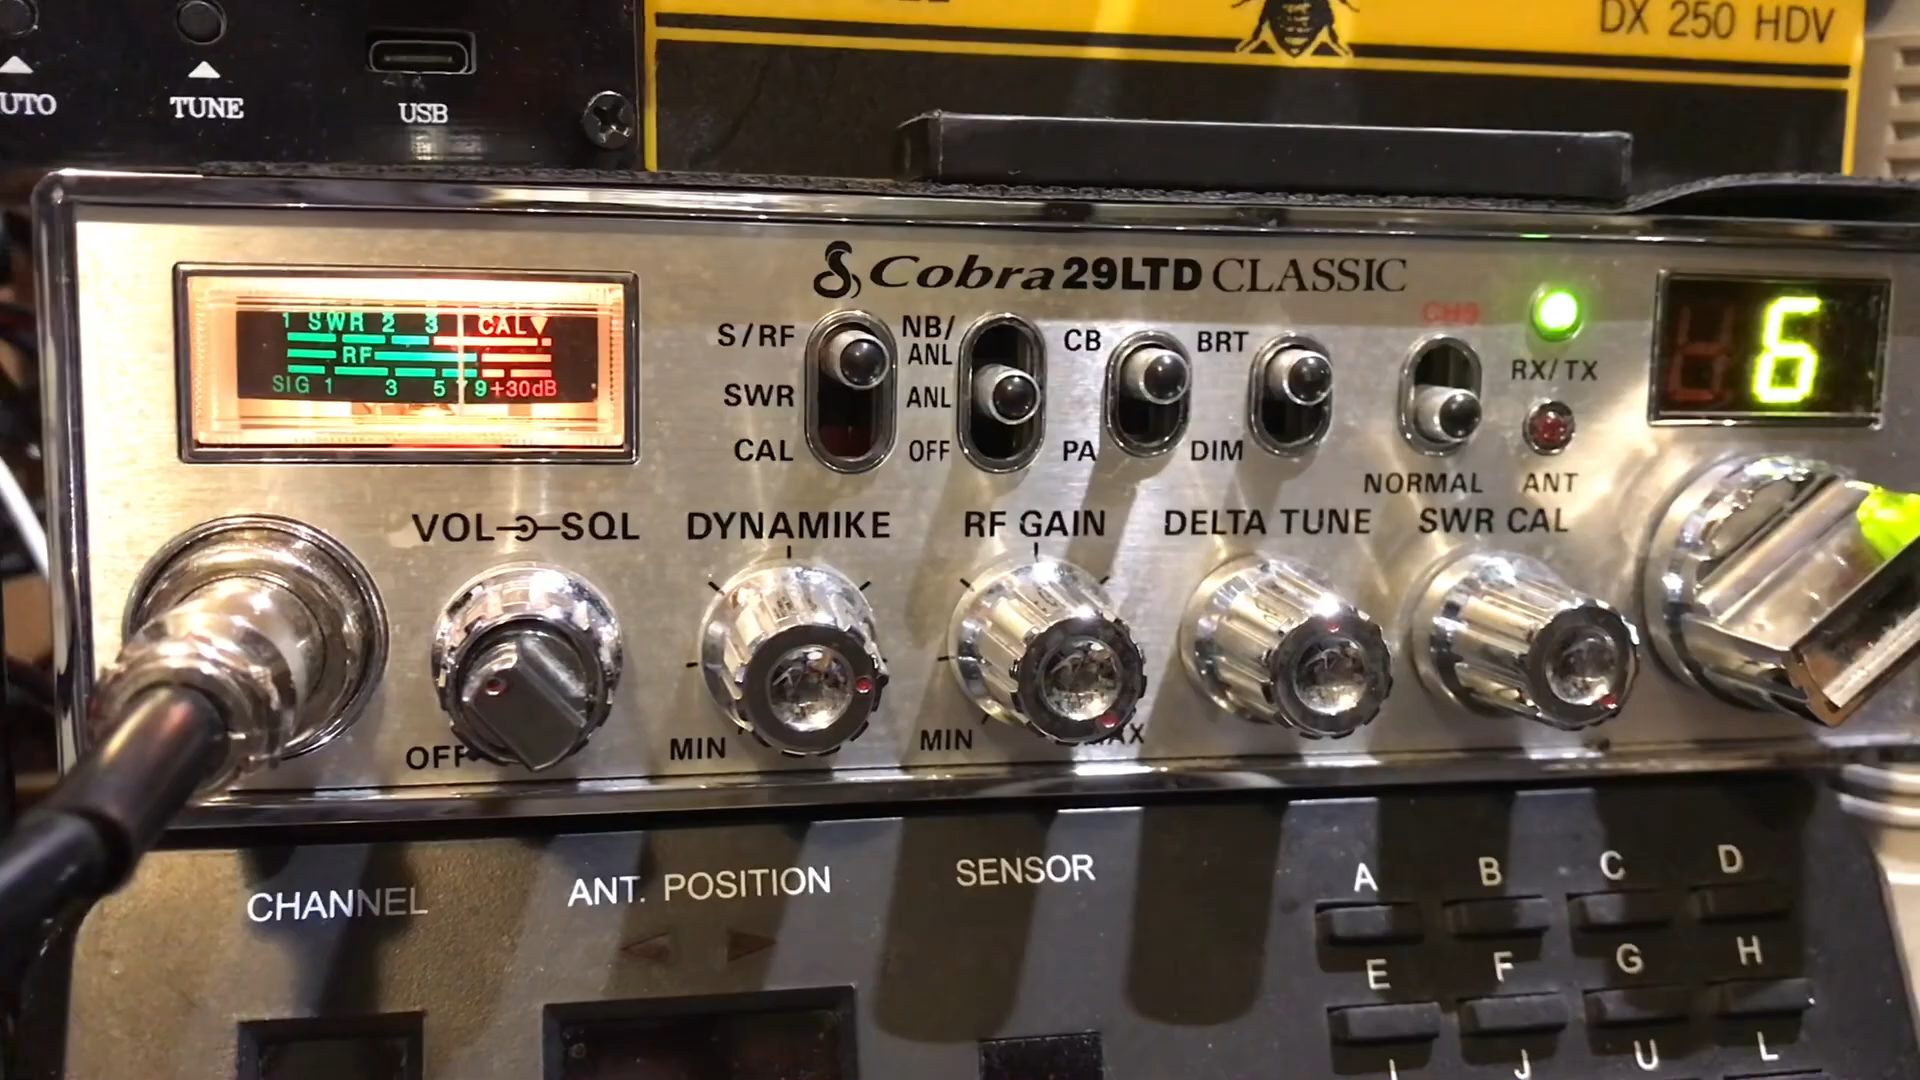 DX 250 HDV
TUNE
USB
Cobra 29LTD CLASSIC
1 SWR 2 3 CAL
RF
SIG 1 3 5 7 9 +30dB
S/RF
SWR
CAL
NB/
ANL
ANL
OFF
CB
PA
BRT
DIM
CH9
NORMAL
RX/TX
ANT
6
VOL SQL
OFF
DYNAMIKE
MIN
RF GAIN
MIN
DELTA TUNE
SWR CAL
CHANNEL
ANT. POSITION
SENSOR
A B C D
E F G H
J U L